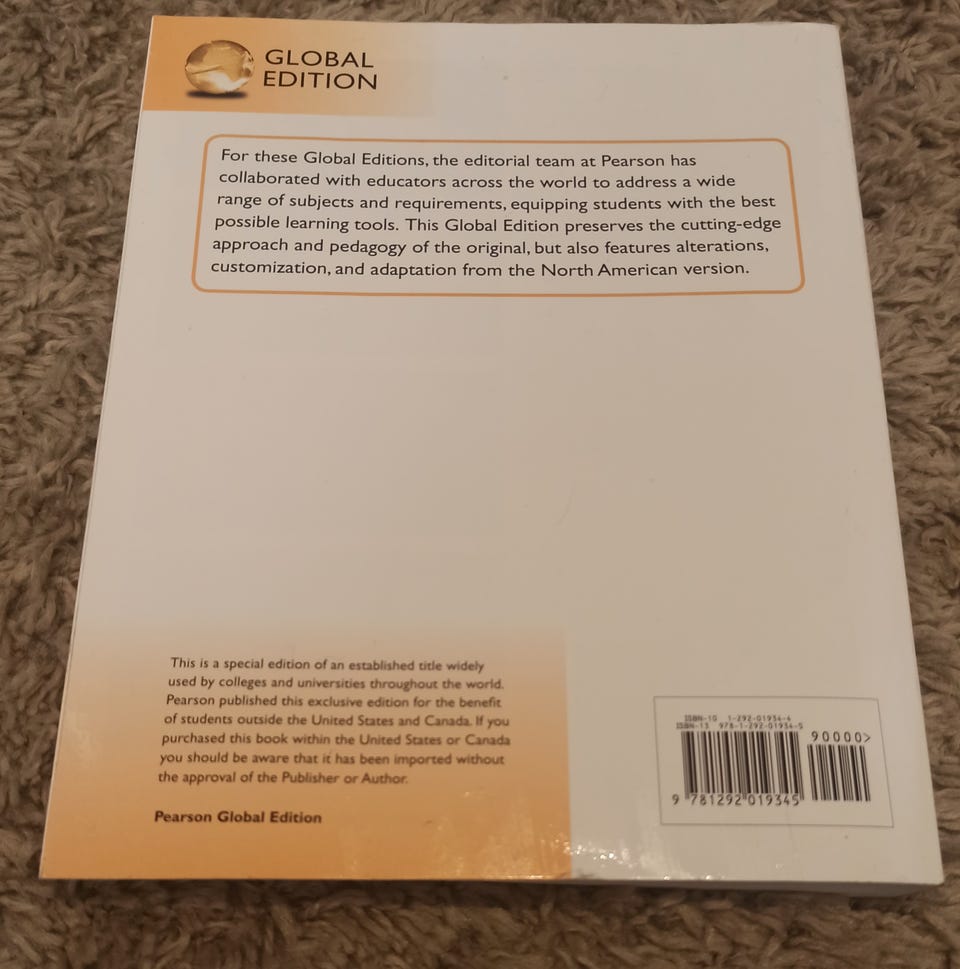 GLOBAL
EDITION
For these Global Editions, the editorial team at Pearson has
collaborated with educators across the world to address a wide
range of subjects and requirements, equipping students with the best
possible learning tools. This Global Edition preserves the cutting-edge
approach and pedagogy of the original, but also features alterations,
customization, and adaptation from the North American version.
This is a special edition of an established title widely
used by colleges and universities throughout the world.
Pearson published this exclusive edition for the benefit
of students outside the United States and Canada. If you
purchased this book within the United States or Canada
you should be aware that it has been imported without
the approval of the Publisher or Author.
Pearson Global Edition
ISBN-10 1-292-01934-6
ISBN-13 978-1-292-01934-5
90000>
9 781292 019345